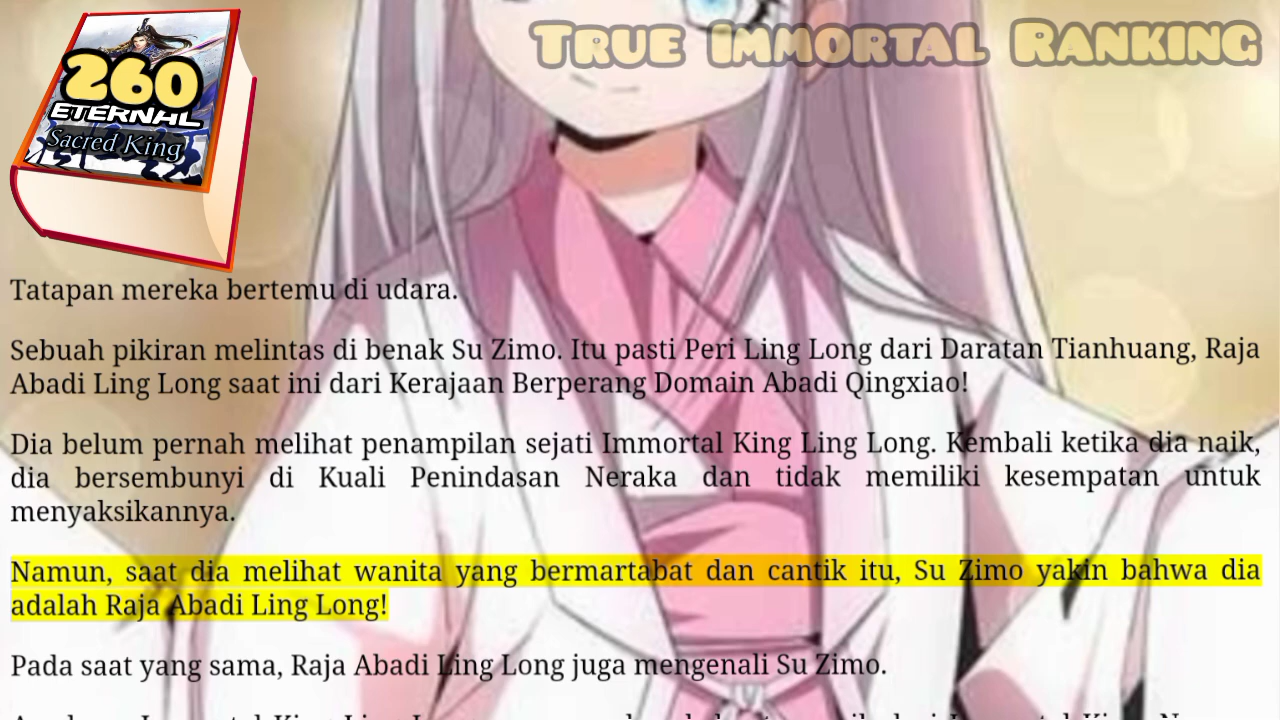 True Immortal Ranking
260
ETERNAL
Sacred King
Tatapan mereka bertemu di udara.
Sebuah pikiran melintas di benak Su Zimo. Itu pasti Peri Ling Long dari Daratan Tianhuang, Raja
Abadi Ling Long saat ini dari Kerajaan Berperang Domain Abadi Qingxiao!
Dia belum pernah melihat penampilan sejati Immortal King Ling Long. Kembali ketika dia naik,
dia bersembunyi di Kuali Penindasan Neraka dan tidak memiliki kesempatan untuk
menyaksikannya.
Namun, saat dia melihat wanita yang bermartabat dan cantik itu, Su Zimo yakin bahwa dia
adalah Raja Abadi Ling Long!
Pada saat yang sama, Raja Abadi Ling Long juga mengenali Su Zimo.